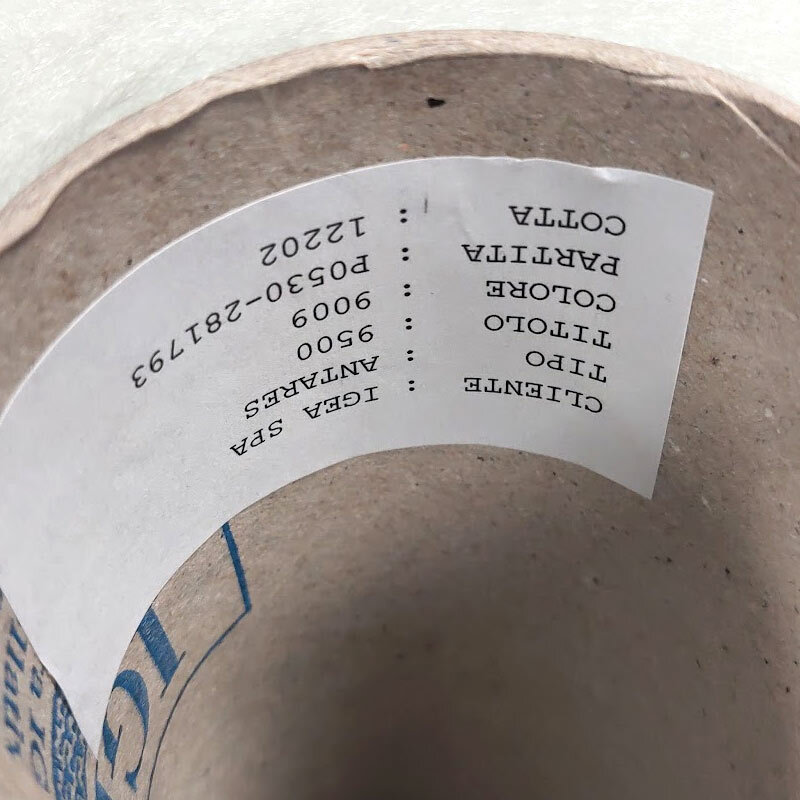 CLIENTE : IGEA SPA
TIPO : ANTARES
TITOLO : 9500
COLORE : 9009
PARTITA : P0530-281793
COTTA : 12202